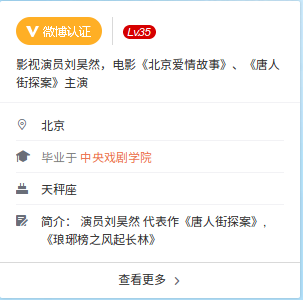 微博认证 Lv35
影视演员刘昊然，电影《北京爱情故事》、《唐人
街探案》主演
北京
毕业于 中央戏剧学院
天秤座
简介： 演员刘昊然 代表作《唐人街探案》,
《琅琊榜之风起长林》
查看更多 >